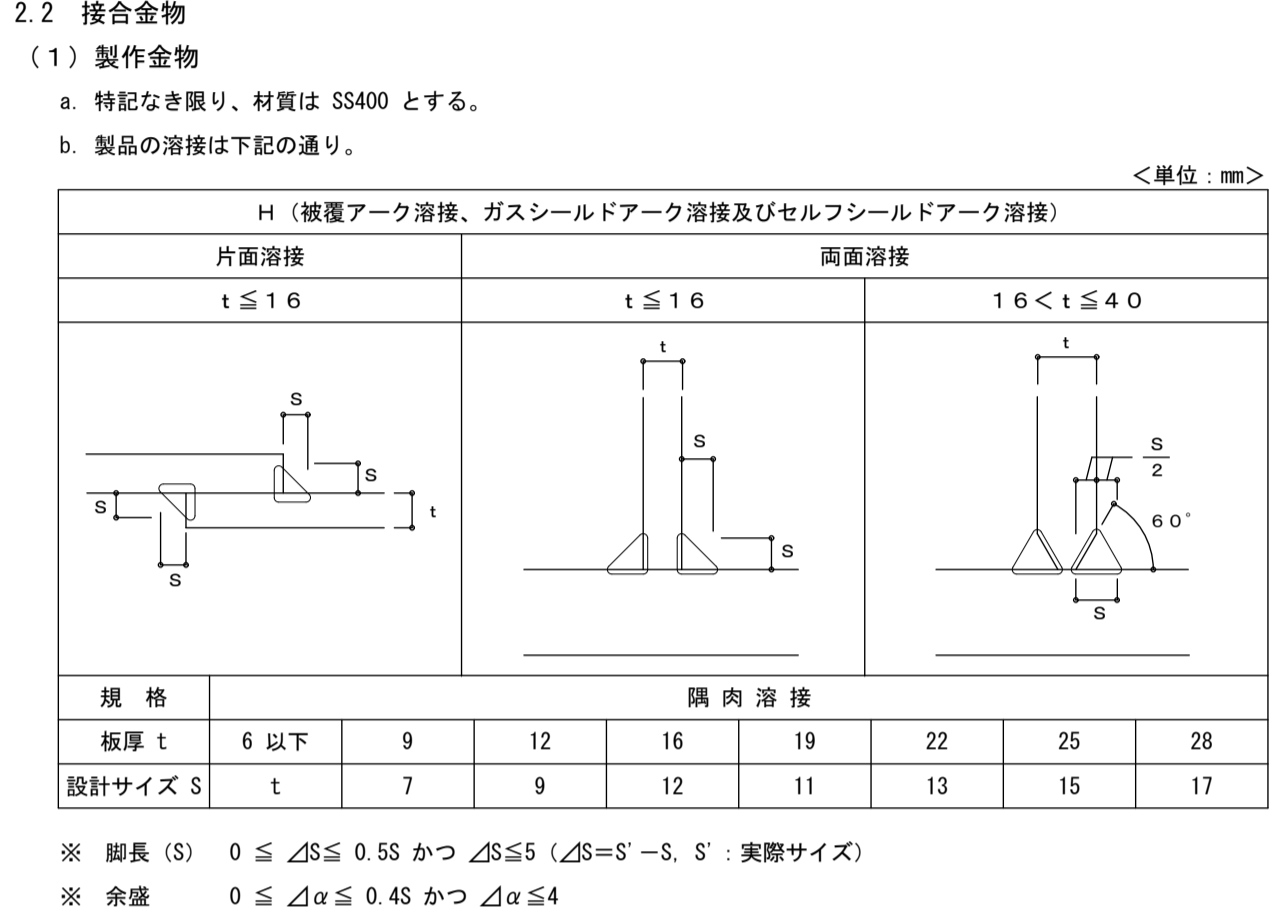 2.2 接合金物
（１）製作金物
a. 特記なき限り、材質は SS400 とする。
b. 製品の溶接は下記の通り。
＜単位：㎜＞
Ｈ（被覆アーク溶接、ガスシールドアーク溶接及びセルフシールドアーク溶接）
片面溶接 両面溶接
ｔ≦１６ ｔ≦１６ １６＜ｔ≦４０
S
S
S
S
t
t
S
S
t
S
2
６０°
S
規 格 隅 肉 溶 接
板厚 t 6 以下 9 12 16 19 22 25 28
設計サイズ S t 7 9 12 11 13 15 17
※ 脚長（S） 0 ≦ ⊿S≦ 0.5S かつ ⊿S≦5（⊿S＝S'－S, S'：実際サイズ）
※ 余盛 0 ≦ ⊿α≦ 0.4S かつ ⊿α≦4